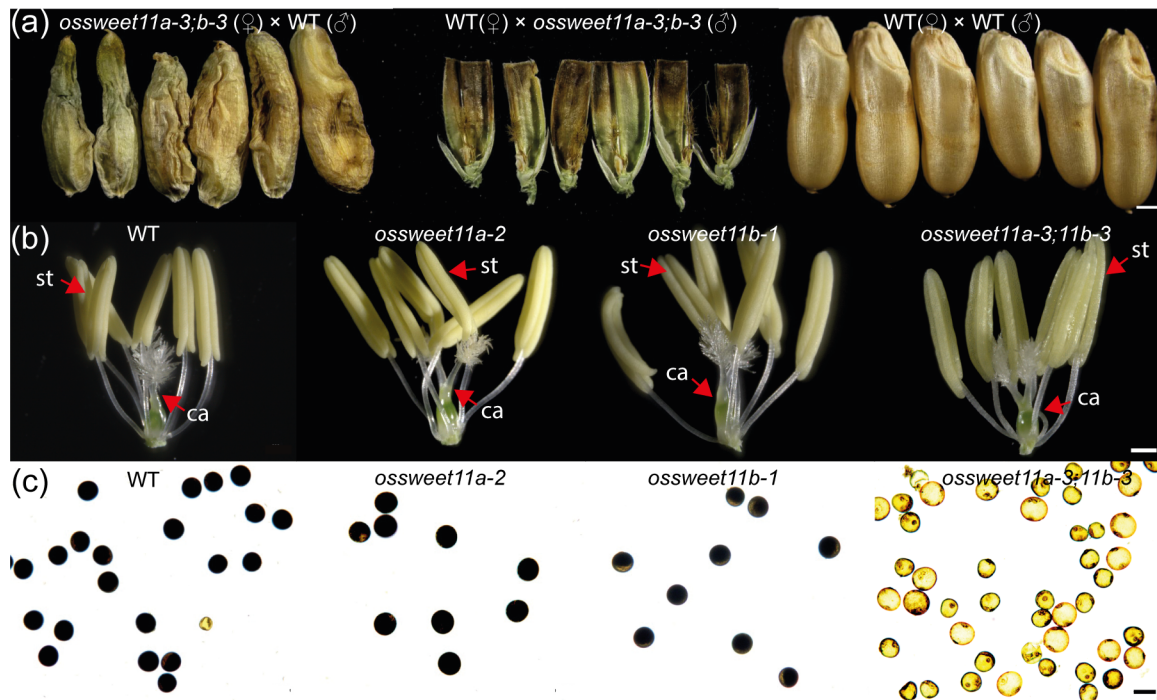 (a) ossweet11a-3;b-3 (♀) × WT (♂) WT(♀) × ossweet11a-3;b-3 (♂) WT(♀) × WT (♂)
(b) WT ossweet11a-2 ossweet11b-1 ossweet11a-3;11b-3
st st st st
ca ca ca ca
(c) WT ossweet11a-2 ossweet11b-1 ossweet11a-3;11b-3